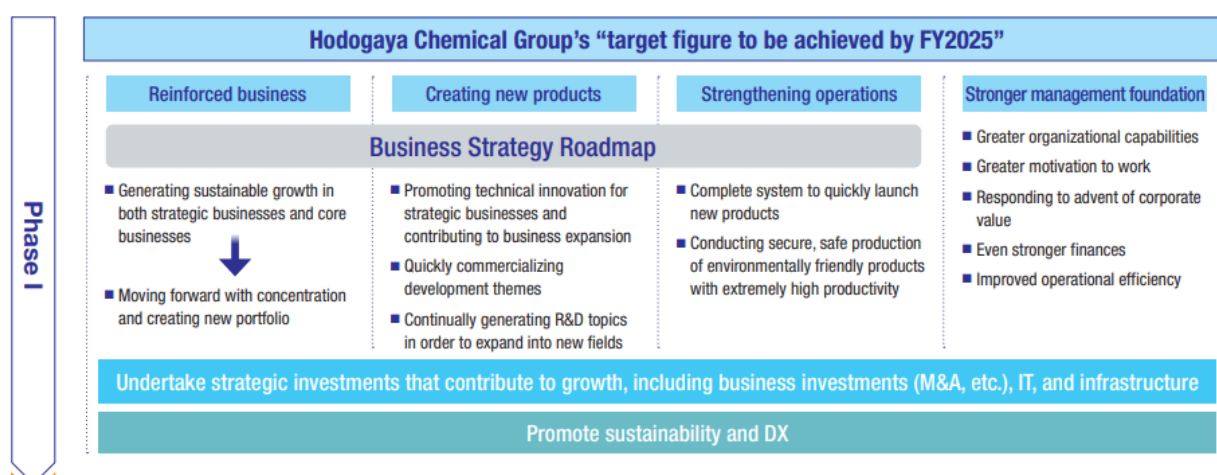 Hodogaya Chemical Group's “target figure to be achieved by FY2025”
Phase I
Reinforced business
Creating new products
Strengthening operations
Stronger management foundation
Business Strategy Roadmap
■ Generating sustainable growth in
both strategic businesses and core
businesses
■ Moving forward with concentration
and creating new portfolio
■ Promoting technical innovation for
strategic businesses and
contributing to business expansion
■ Quickly commercializing
development themes
■ Continually generating R&D topics
in order to expand into new fields
■ Complete system to quickly launch
new products
■ Conducting secure, safe production
of environmentally friendly products
with extremely high productivity
■ Greater organizational capabilities
■ Greater motivation to work
■ Responding to advent of corporate
value
■ Even stronger finances
■ Improved operational efficiency
Undertake strategic investments that contribute to growth, including business investments (M&A, etc.), IT, and infrastructure
Promote sustainability and DX